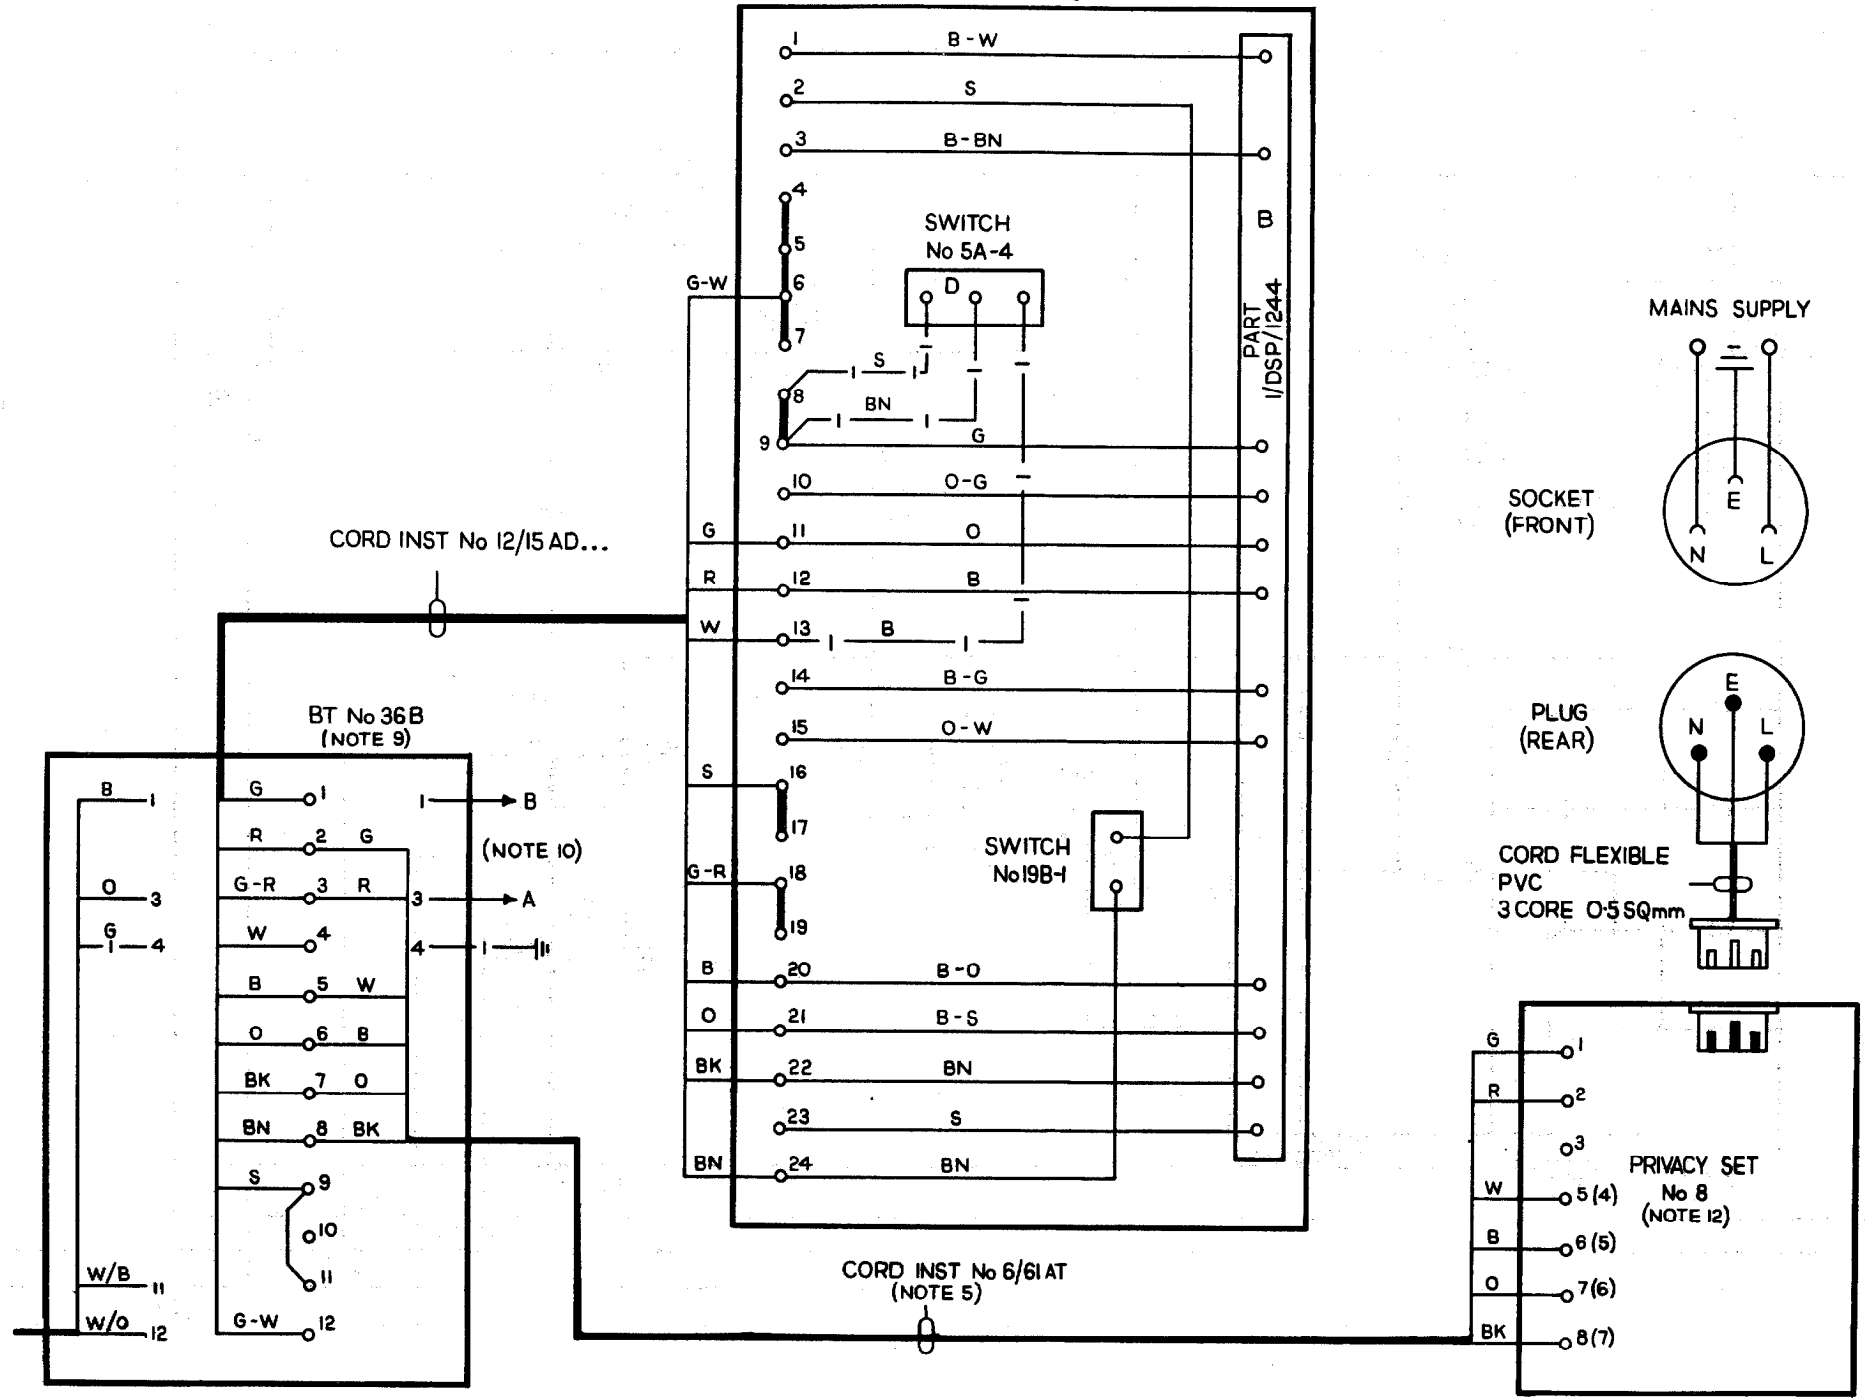 1 B-W
2 S
3 B-BN
4
5
G-W 6
7
SWITCH
No 5A-4
D
B
PART
1/DSP/1244
S
8
BN
9 G
10 O-G
G 11 O
R 12 B
W 13 B
14 B-G
15 O-W
S 16
17
G-R 18
19
SWITCH
No19B-1
B 20 B-O
O 21 B-S
BK 22 BN
23 S
BN 24 BN
CORD INST No 12/15 AD...
BT No 36B
(NOTE 9)
B 1
O 3
G 4
W/B 11
W/O 12
G 1
R 2 G
G-R 3 R
W 4
B 5 W
O 6 B
BK 7 O
BN 8 BK
S 9
10
11
G-W 12
1 B
(NOTE 10)
3 A
4
CORD INST No 6/61 AT
(NOTE 5)
MAINS SUPPLY
SOCKET
(FRONT)
E
N L
PLUG
(REAR)
E
N L
CORD FLEXIBLE
PVC
3 CORE 0·5 SQmm
G 1
R 2
3
W 5 (4)
B 6 (5)
O 7 (6)
BK 8 (7)
PRIVACY SET
No 8
(NOTE 12)